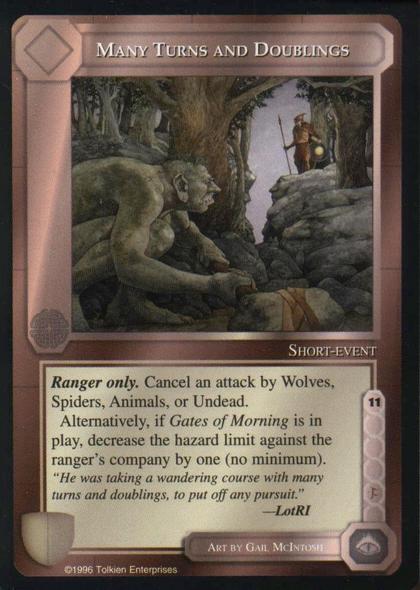 MANY TURNS AND DOUBLINGS
SHORT-EVENT
Ranger only. Cancel an attack by Wolves,
Spiders, Animals, or Undead.
Alternatively, if Gates of Morning is in
play, decrease the hazard limit against the
ranger's company by one (no minimum).
"He was taking a wandering course with many
turns and doublings, to put off any pursuit."
—LotRI
11
ART BY GAIL MCINTOSH
©1996 Tolkien Enterprises